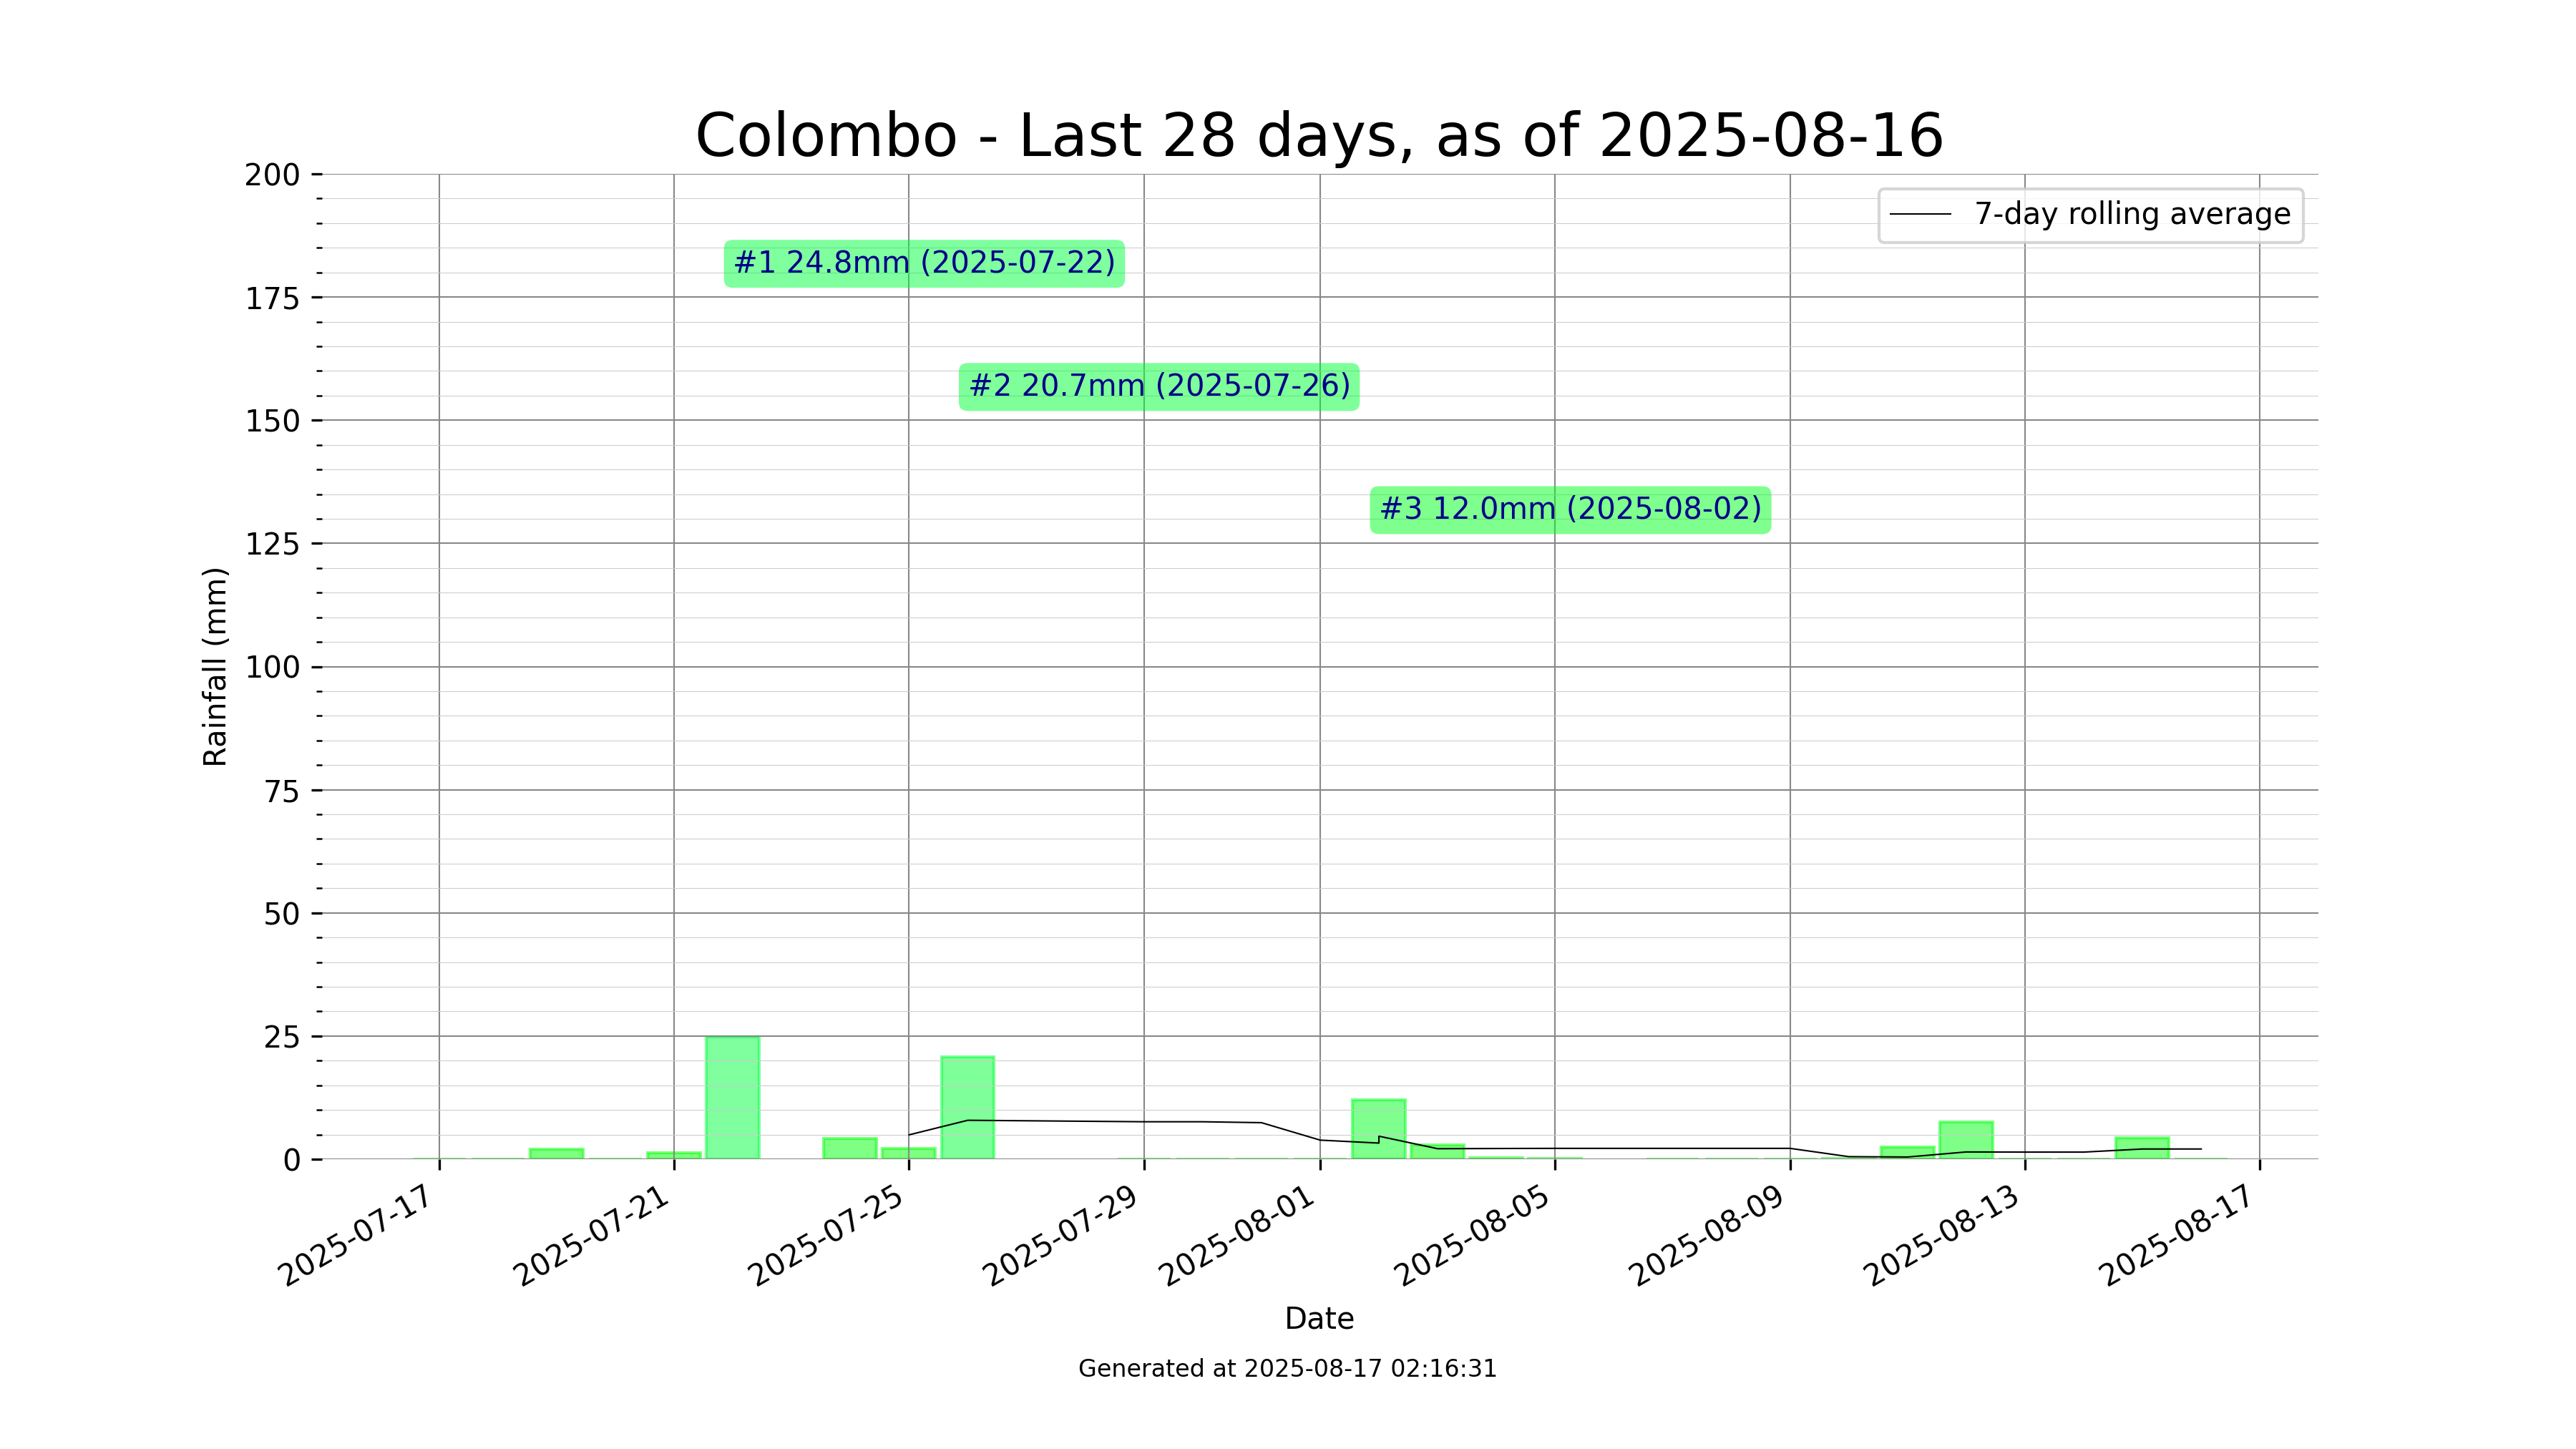 Colombo - Last 28 days, as of 2025-08-16
7-day rolling average
#1 24.8mm (2025-07-22)
#2 20.7mm (2025-07-26)
#3 12.0mm (2025-08-02)
Rainfall (mm)
200
175
150
125
100
75
50
25
0
2025-07-17
2025-07-21
2025-07-25
2025-07-29
2025-08-01
2025-08-05
2025-08-09
2025-08-13
2025-08-17
Date
Generated at 2025-08-17 02:16:31